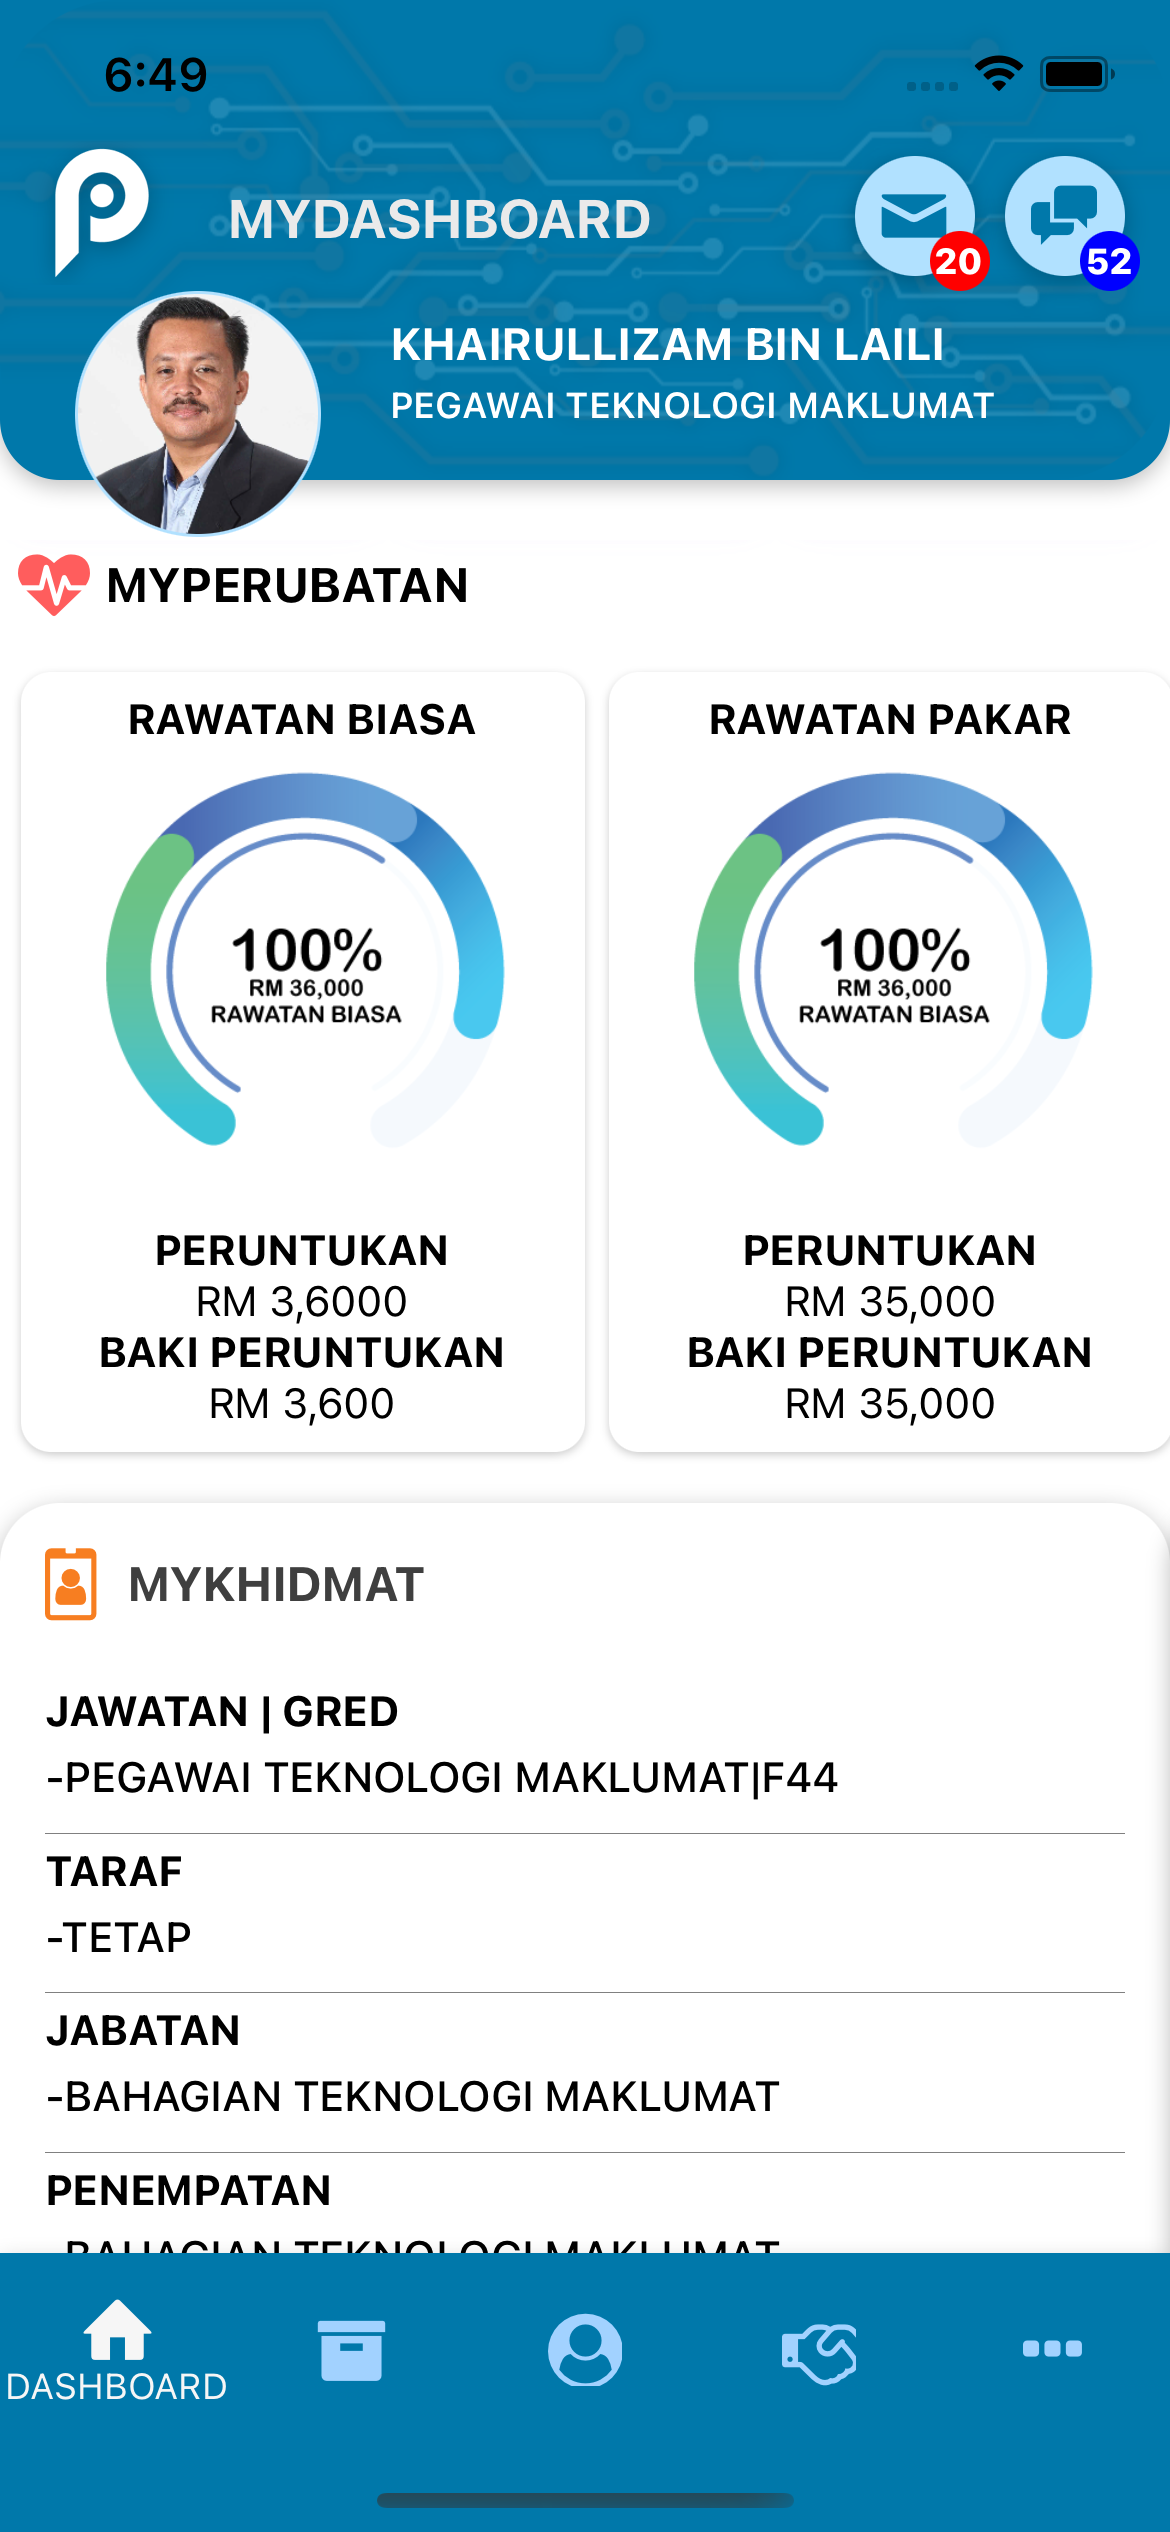 6:49
MYDASHBOARD
20
52
KHAIRULLIZAM BIN LAILI
PEGAWAI TEKNOLOGI MAKLUMAT
MYPERUBATAN
RAWATAN BIASA
100%
RM 36,000
RAWATAN BIASA
PERUNTUKAN
RM 3,6000
BAKI PERUNTUKAN
RM 3,600
RAWATAN PAKAR
100%
RM 36,000
RAWATAN BIASA
PERUNTUKAN
RM 35,000
BAKI PERUNTUKAN
RM 35,000
MYKHIDMAT
JAWATAN | GRED
-PEGAWAI TEKNOLOGI MAKLUMAT|F44
TARAF
-TETAP
JABATAN
-BAHAGIAN TEKNOLOGI MAKLUMAT
PENEMPATAN
-BAHAGIAN TEKNOLOGI MAKLUMAT
DASHBOARD